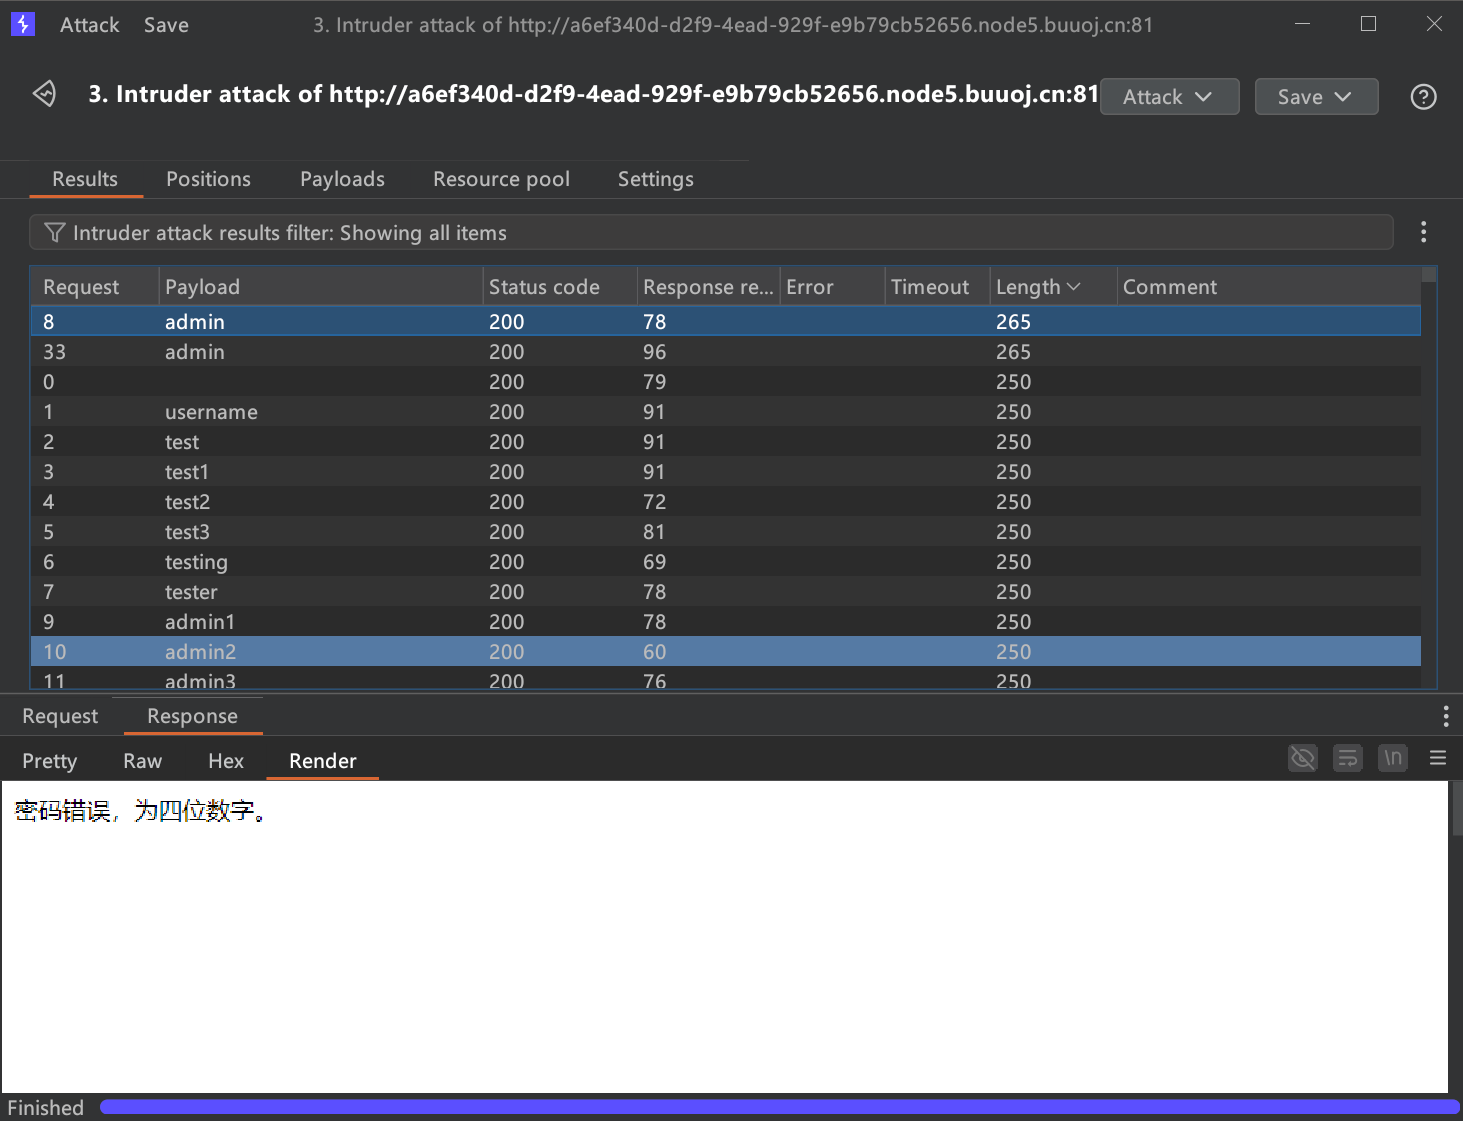 Attack Save 3. Intruder attack of http://a6ef340d-d2f9-4ead-929f-e9b79cb52656.node5.buuoj.cn:81
3. Intruder attack of http://a6ef340d-d2f9-4ead-929f-e9b79cb52656.node5.buuoj.cn:81 Attack Save
Results Positions Payloads Resource pool Settings
Intruder attack results filter: Showing all items
Request Payload Status code Response re... Error Timeout Length Comment
8 admin 200 78 265
33 admin 200 96 265
0 200 79 250
1 username 200 91 250
2 test 200 91 250
3 test1 200 91 250
4 test2 200 72 250
5 test3 200 81 250
6 testing 200 69 250
7 tester 200 78 250
9 admin1 200 78 250
10 admin2 200 60 250
11 admin3 200 76 250
Request Response
Pretty Raw Hex Render \n
密码错误，为四位数字。
Finished